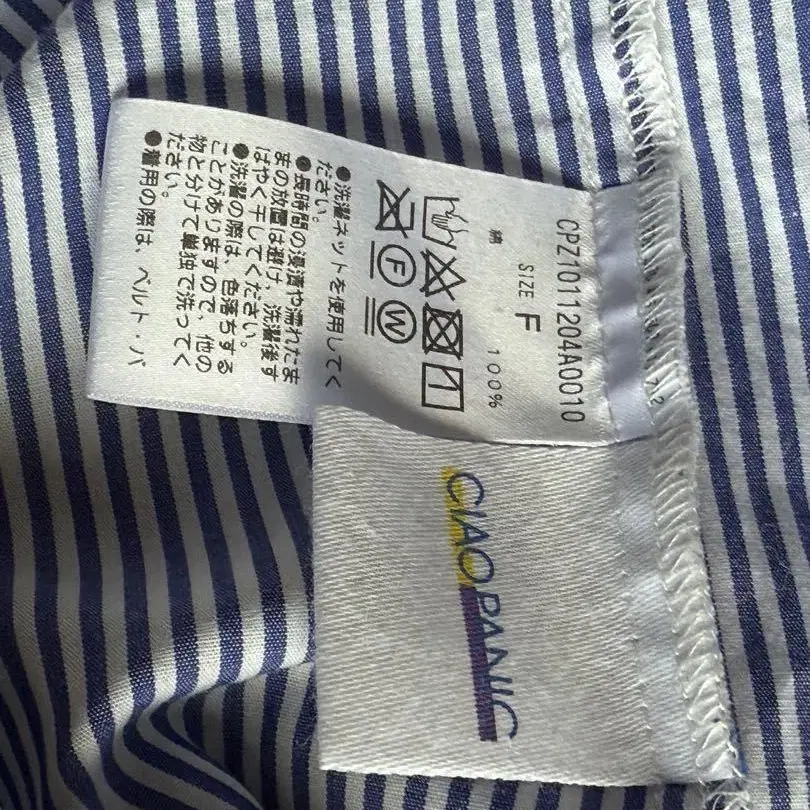 CPZ1011204A0010
SIZE F
綿 100%
F
W
●洗濯ネットを使用してく
ださい。
●長時間の浸漬や濡れたま
まの放置は避け、洗濯後す
ばやく干してください。
●洗濯の際は、色落ちする
ことがありますので、他の
物と分けて単独で洗ってく
ださい。
●着用の際は、ベルト・バ
CIAOPANIC